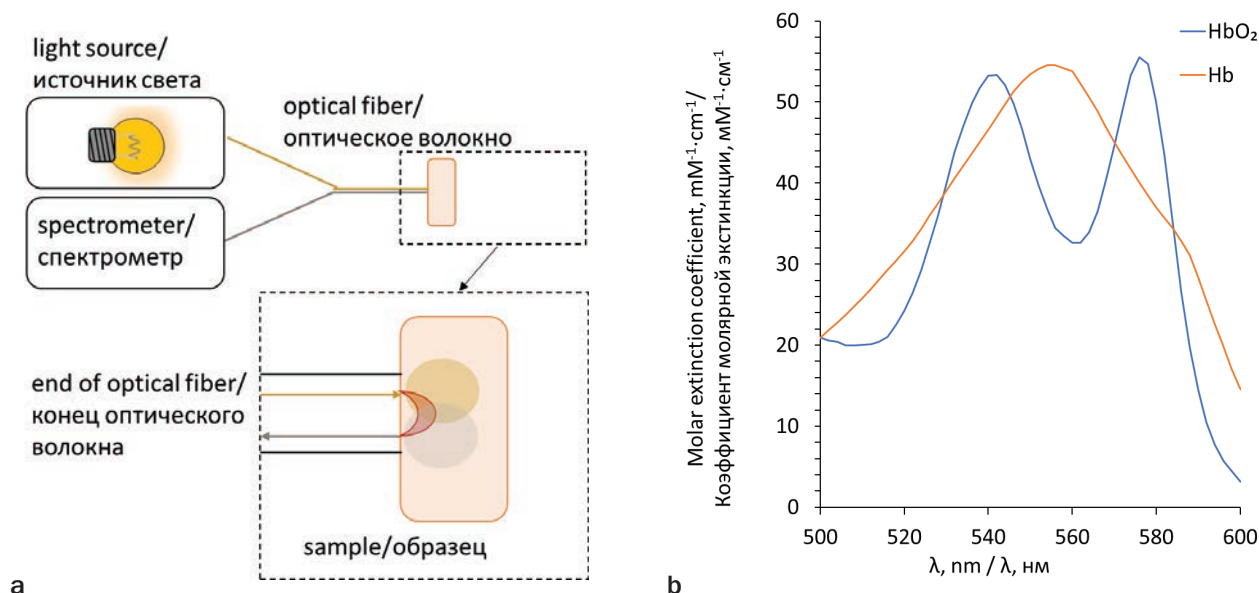 light source/
источник света
optical fiber/
оптическое волокно
spectrometer/
спектрометр
end of optical fiber/
конец оптического
волокна
sample/образец
a
Molar extinction coefficient, mM⁻¹·cm⁻¹/
Коэффициент молярной экстинкции, мМ⁻¹·см⁻¹
60
50
40
30
20
10
0
500
520
540
560
580
600
λ, nm / λ, нм
HbO₂
Hb
b